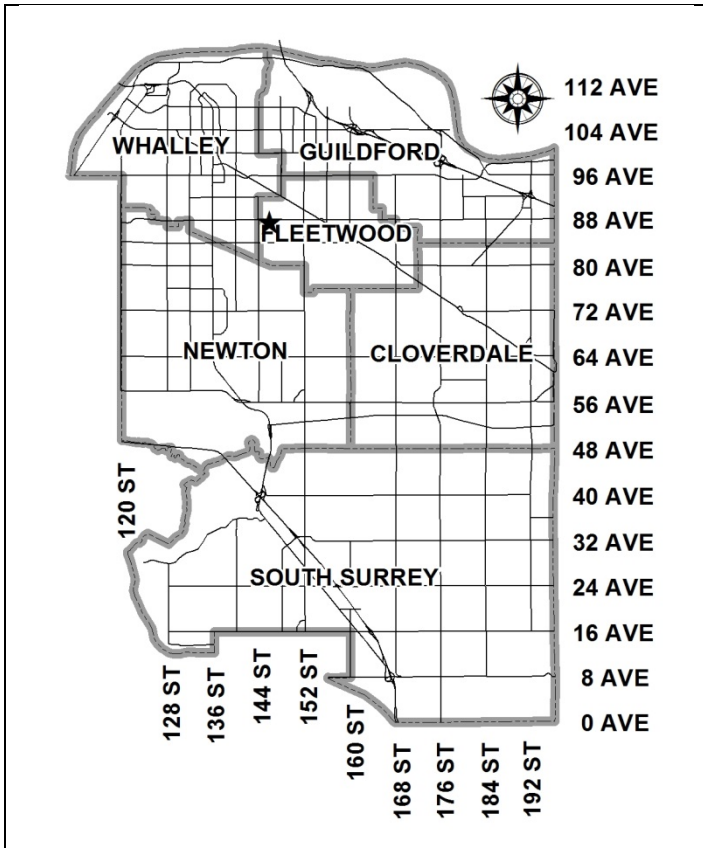 112 AVE
104 AVE
WHALLEY
GUILDFORD
96 AVE
88 AVE
FLEETWOOD
80 AVE
72 AVE
NEWTON
CLOVERDALE
64 AVE
56 AVE
48 AVE
120 ST
40 AVE
32 AVE
SOUTH SURREY
24 AVE
16 AVE
128 ST
136 ST
144 ST
152 ST
160 ST
8 AVE
0 AVE
168 ST
176 ST
184 ST
192 ST